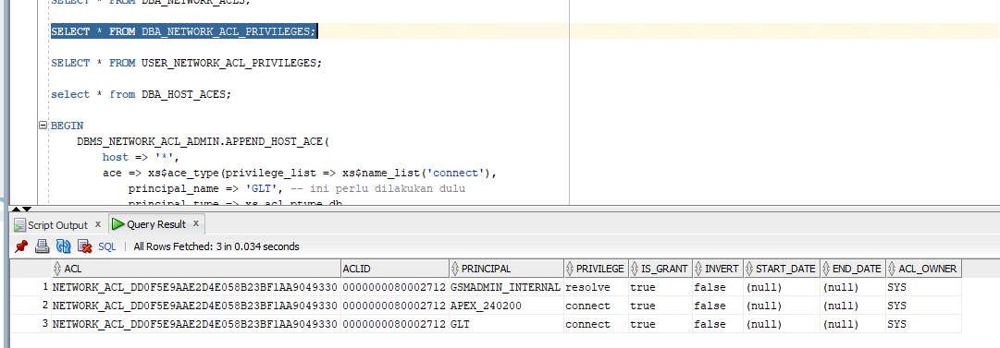 SELECT * FROM DBA_NETWORK_ACLS;
SELECT * FROM DBA_NETWORK_ACL_PRIVILEGES;
SELECT * FROM USER_NETWORK_ACL_PRIVILEGES;
select * from DBA_HOST_ACES;
BEGIN
DBMS_NETWORK_ACL_ADMIN.APPEND_HOST_ACE(
host => '*',
ace => xs$ace_type(privilege_list => xs$name_list('connect'),
principal_name => 'GLT', -- ini perlu dilakukan dulu
principal_type => xs_acl.ptype_db
Script Output x Query Result x
SQL | All Rows Fetched: 3 in 0.034 seconds
ACL ACLID PRINCIPAL PRIVILEGE IS_GRANT INVERT START_DATE END_DATE ACL_OWNER
1 NETWORK_ACL_DD0F5E9AAE2D4E058B23BF1AA9049330 0000000080002712 GSMADMIN_INTERNAL resolve true false (null) (null) SYS
2 NETWORK_ACL_DD0F5E9AAE2D4E058B23BF1AA9049330 0000000080002712 APEX_240200 connect true false (null) (null) SYS
3 NETWORK_ACL_DD0F5E9AAE2D4E058B23BF1AA9049330 0000000080002712 GLT connect true false (null) (null) SYS